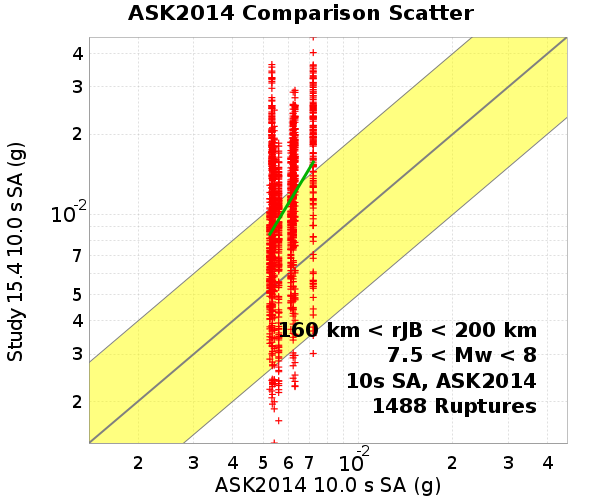 ASK2014 Comparison Scatter
Study 15.4 10.0 s SA (g)
4
3
2
10-2
7
5
4
3
2
160 km < rJB < 200 km
7.5 < Mw < 8
10s SA, ASK2014
1488 Ruptures
2 3 4 5 6 7 10-2 2 3 4
ASK2014 10.0 s SA (g)